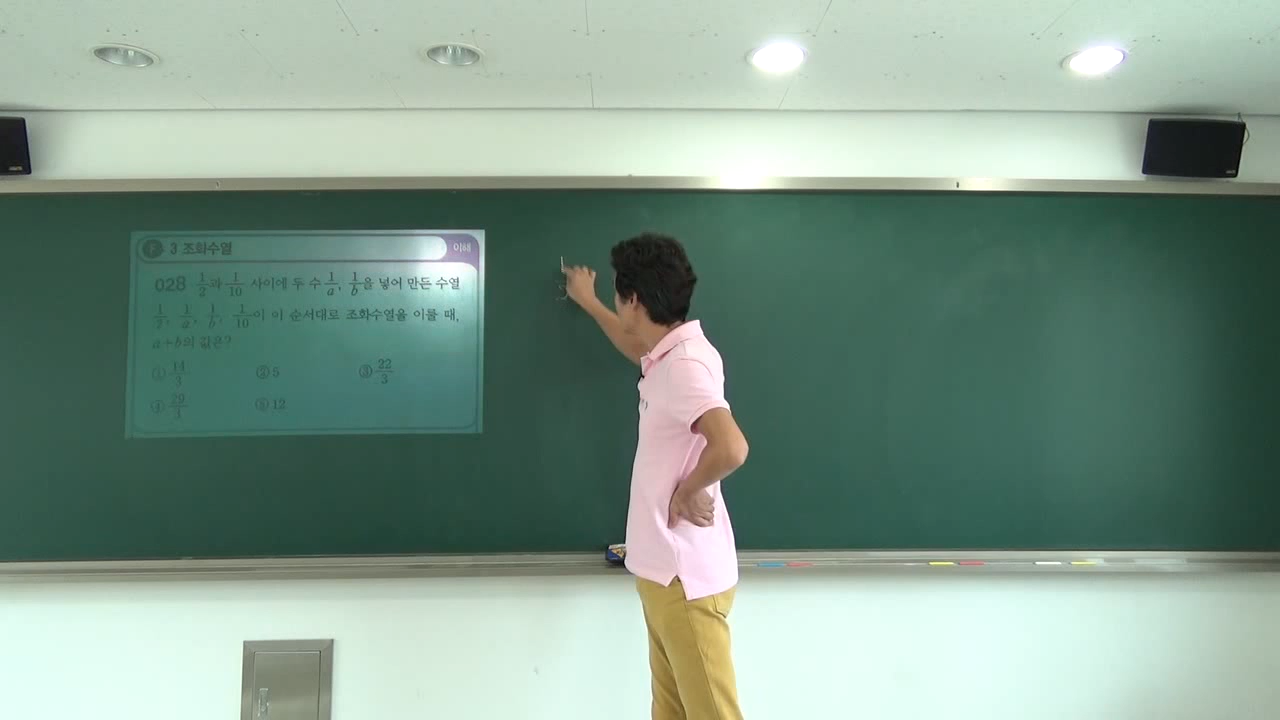 3 조화수열
이해
028 1/2과 1/10 사이에 두 수 1/a, 1/b을 넣어 만든 수열
1/2, 1/a, 1/b, 1/10이 이 순서대로 조화수열을 이룰 때,
a+b의 값은?
① 14/3 ② 5 ③ 22/3
④ 29/3 ⑤ 12